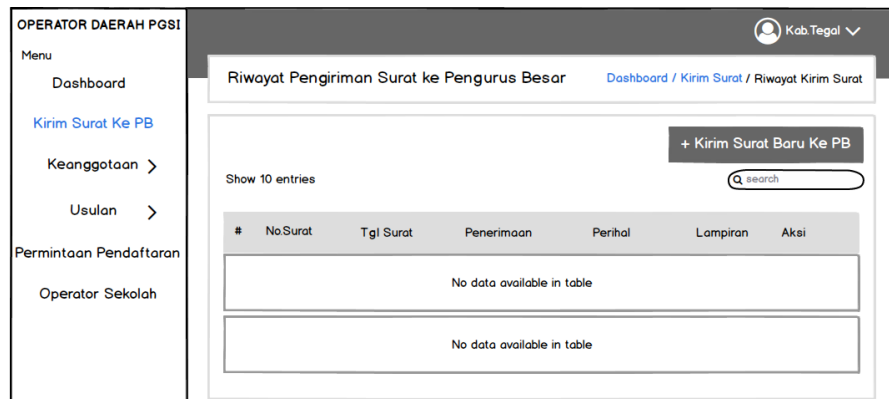 OPERATOR DAERAH PGSI
Menu
Dashboard
Kirim Surat Ke PB
Keanggotaan
Usulan
Permintaan Pendaftaran
Operator Sekolah
Kab.Tegal
Riwayat Pengiriman Surat ke Pengurus Besar
Dashboard / Kirim Surat / Riwayat Kirim Surat
+ Kirim Surat Baru Ke PB
Show 10 entries
search
# No.Surat Tgl Surat Penerimaan Perihal Lampiran Aksi
No data available in table
No data available in table